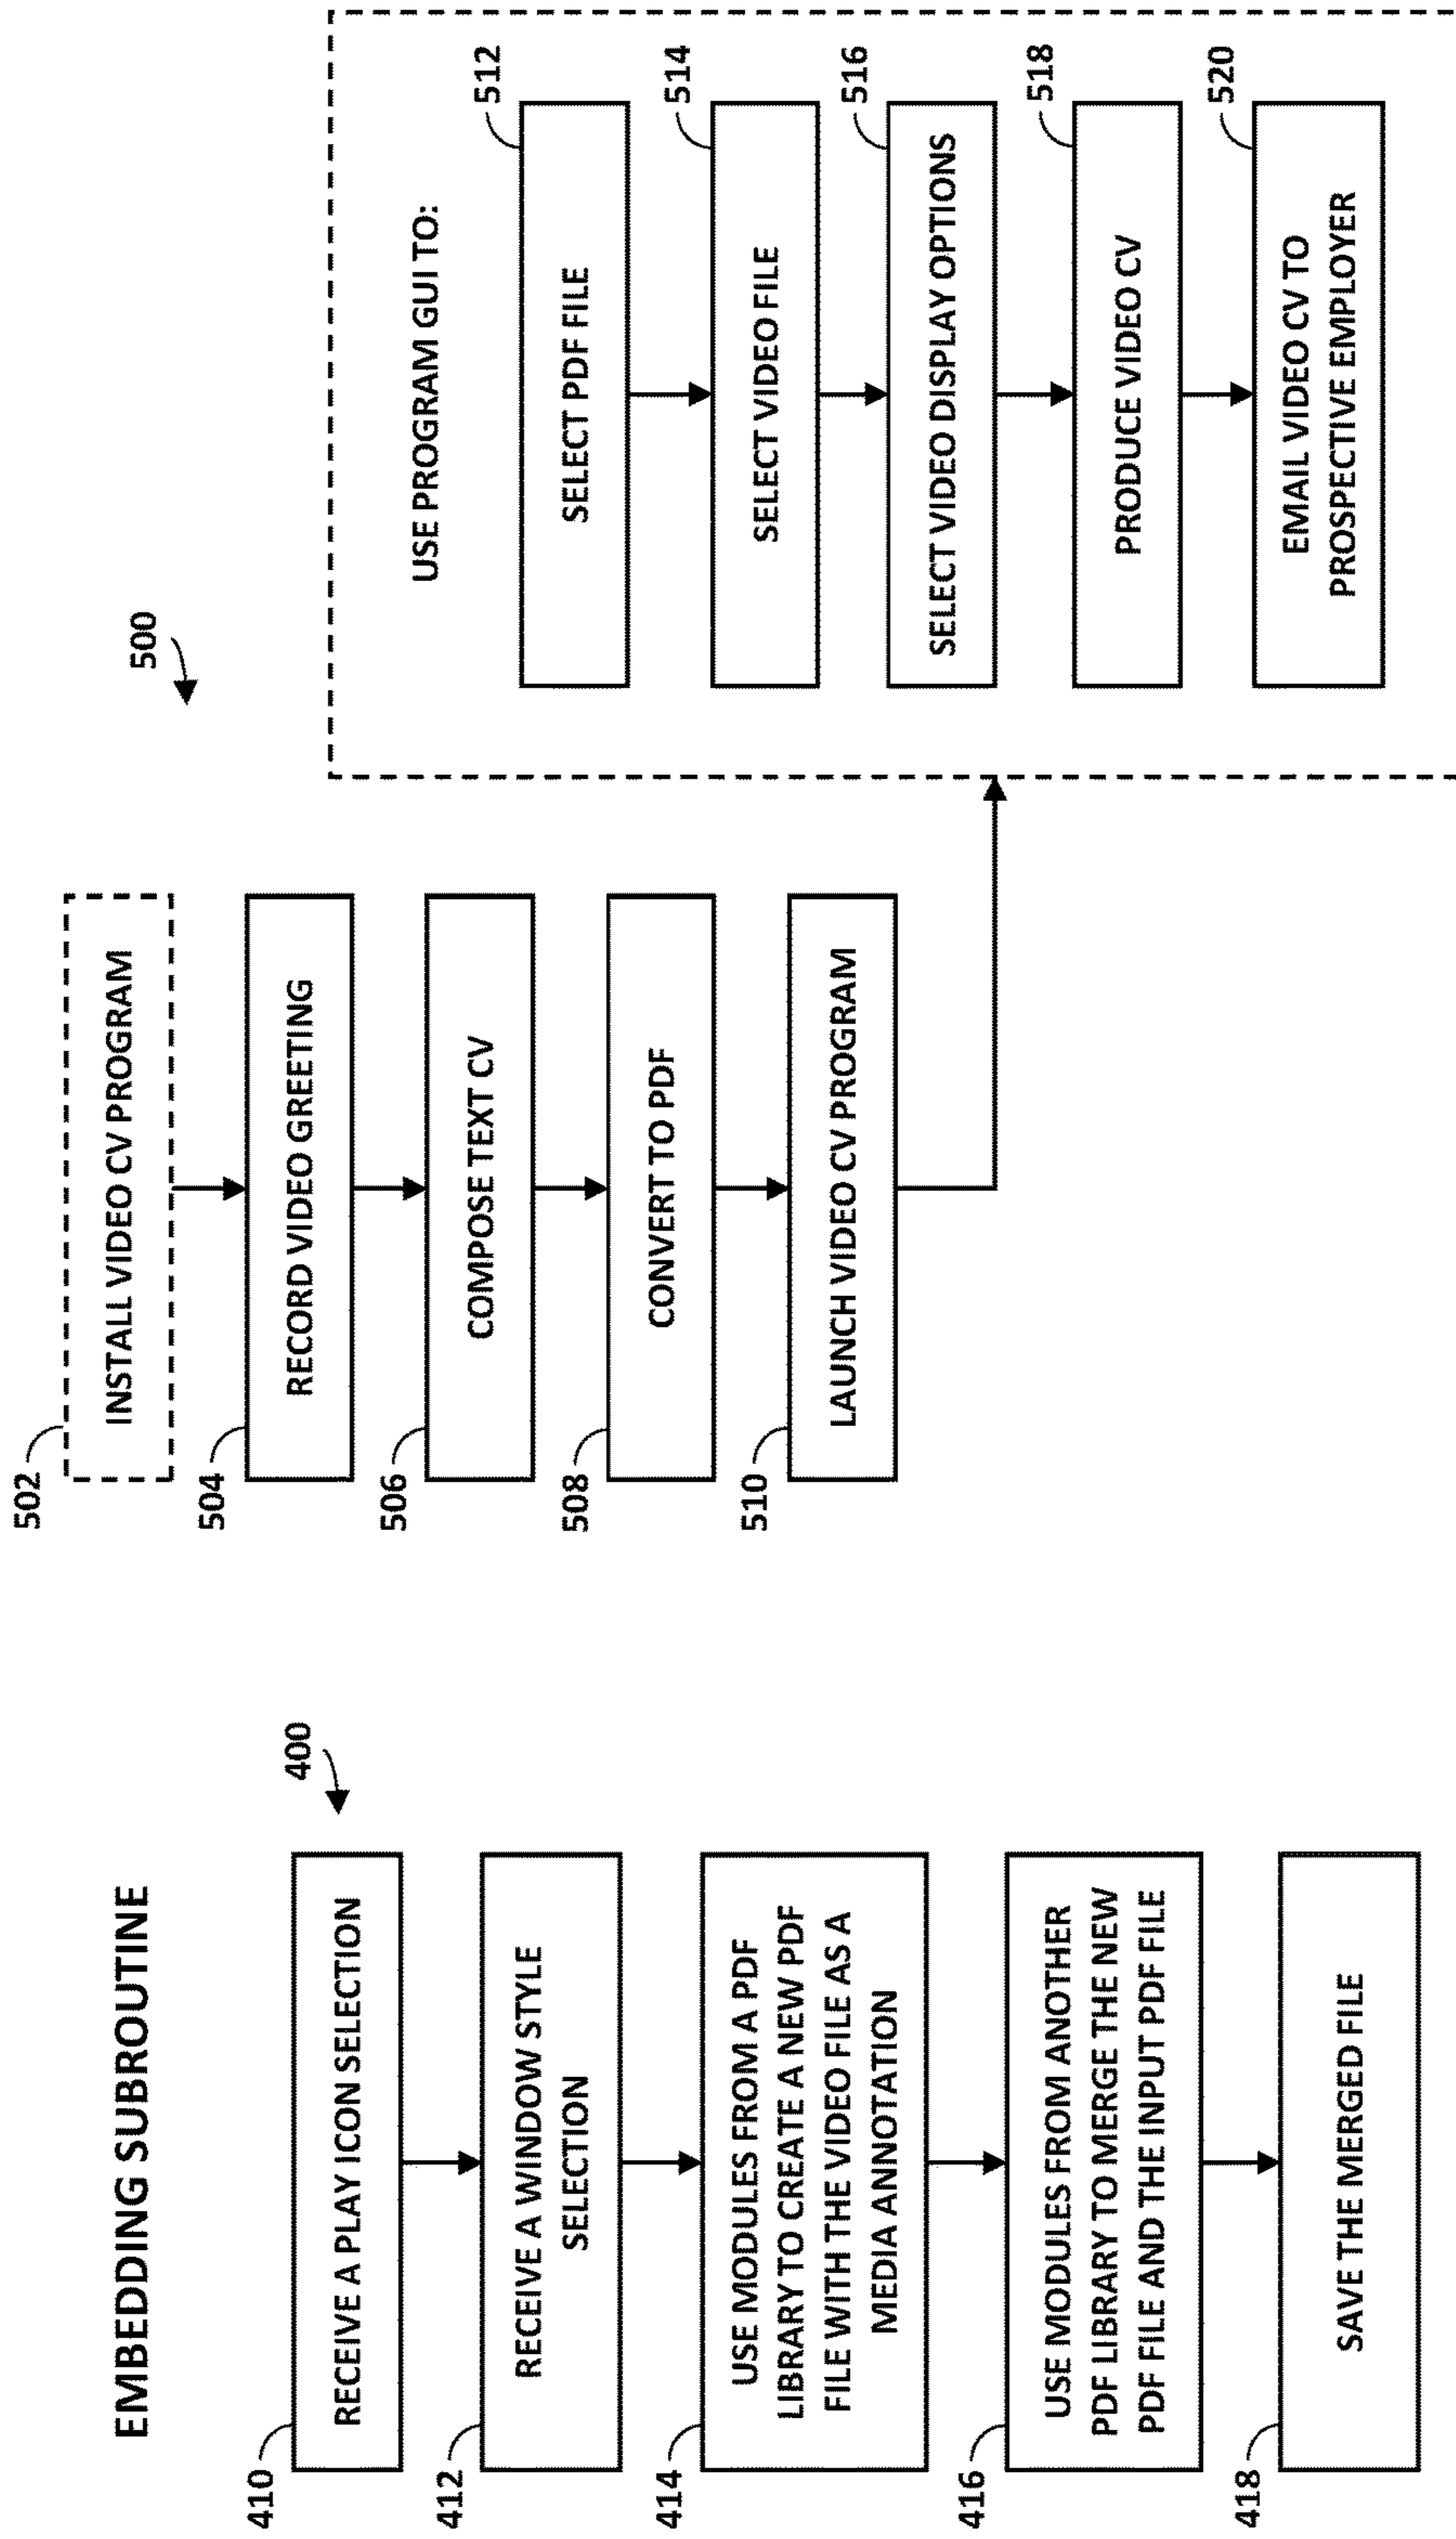 EMBEDDING SUBROUTINE
400
410
RECEIVE A PLAY ICON SELECTION
412
RECEIVE A WINDOW STYLE
SELECTION
414
USE MODULES FROM A PDF
LIBRARY TO CREATE A NEW PDF
FILE WITH THE VIDEO FILE AS A
MEDIA ANNOTATION
416
USE MODULES FROM ANOTHER
PDF LIBRARY TO MERGE THE NEW
PDF FILE AND THE INPUT PDF FILE
418
SAVE THE MERGED FILE
500
502
INSTALL VIDEO CV PROGRAM
504
RECORD VIDEO GREETING
506
COMPOSE TEXT CV
508
CONVERT TO PDF
510
LAUNCH VIDEO CV PROGRAM
USE PROGRAM GUI TO:
512
SELECT PDF FILE
514
SELECT VIDEO FILE
516
SELECT VIDEO DISPLAY OPTIONS
518
PRODUCE VIDEO CV
520
EMAIL VIDEO CV TO
PROSPECTIVE EMPLOYER